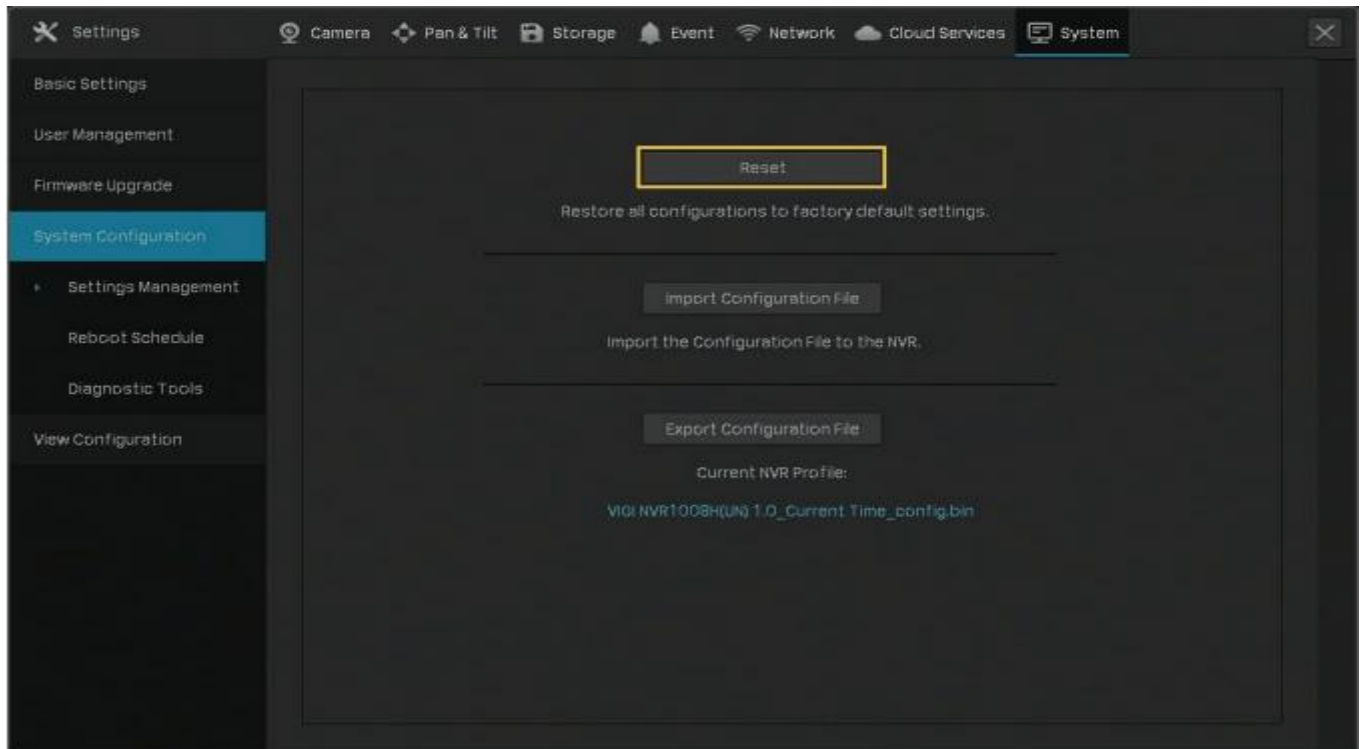 Settings
Camera Pan & Tilt Storage Event Network Cloud Services System
Basic Settings
User Management
Firmware Upgrade
System Configuration
Settings Management
Reboot Schedule
Diagnostic Tools
View Configuration
Reset
Restore all configurations to factory default settings.
Import Configuration File
Import the Configuration File to the NVR.
Export Configuration File
Current NVR Profile:
VIGI NVR1008H(UN) 1.0_Current Time_config.bin